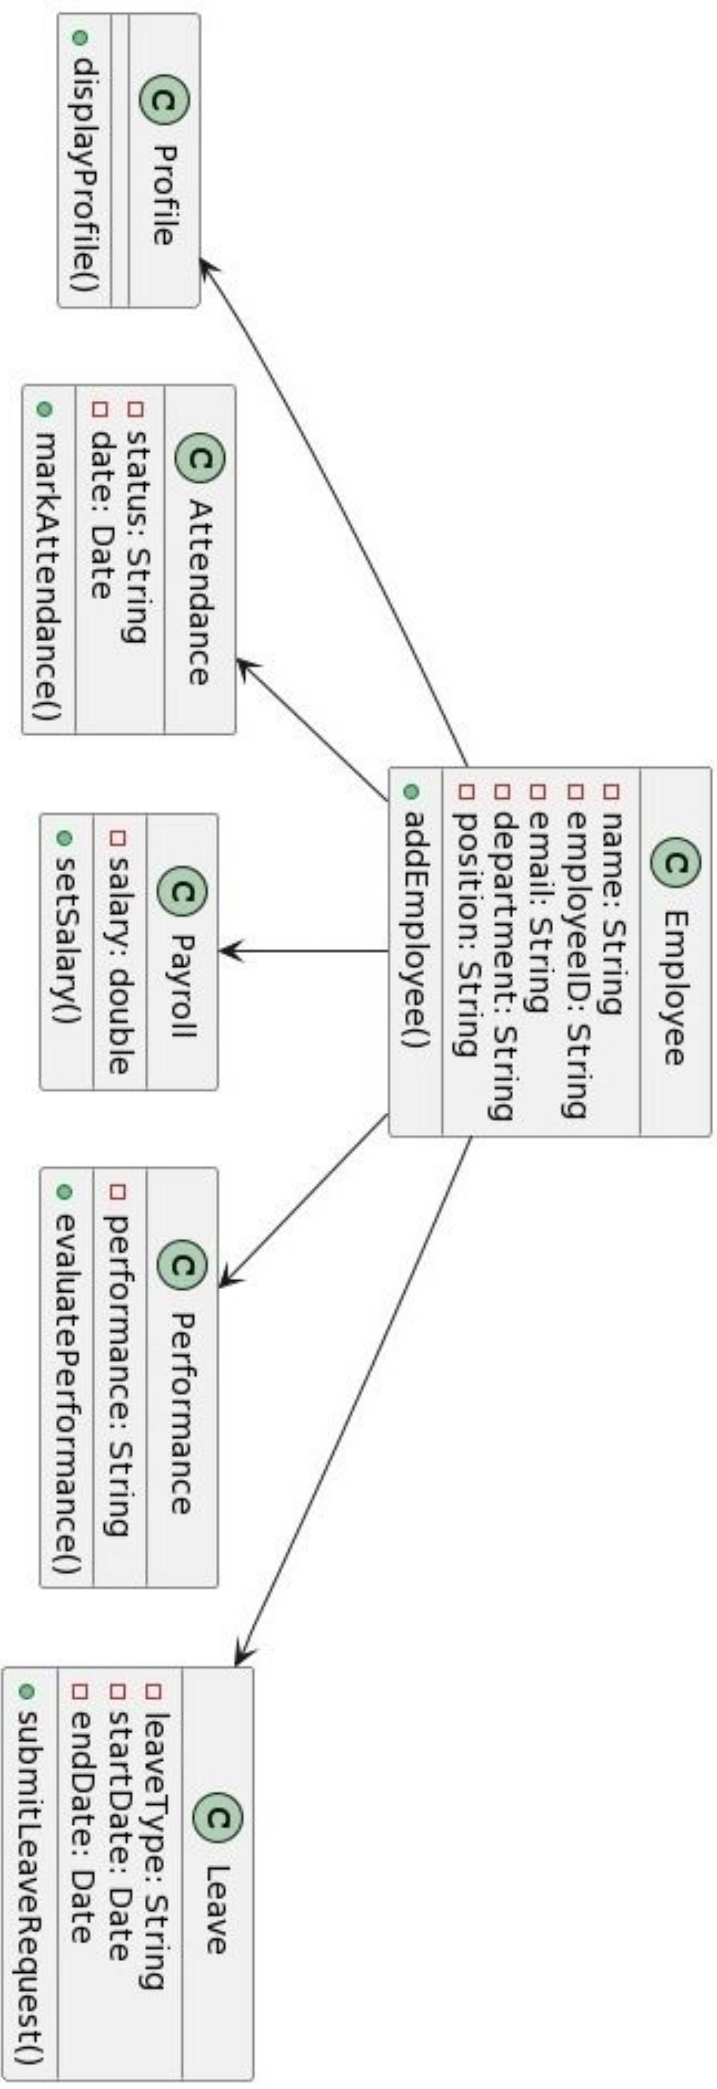 C Employee
name: String
employeeID: String
email: String
department: String
position: String
addEmployee()
C Profile
displayProfile()
C Attendance
status: String
date: Date
markAttendance()
C Payroll
salary: double
setSalary()
C Performance
performance: String
evaluatePerformance()
C Leave
leaveType: String
startDate: Date
endDate: Date
submitLeaveRequest()